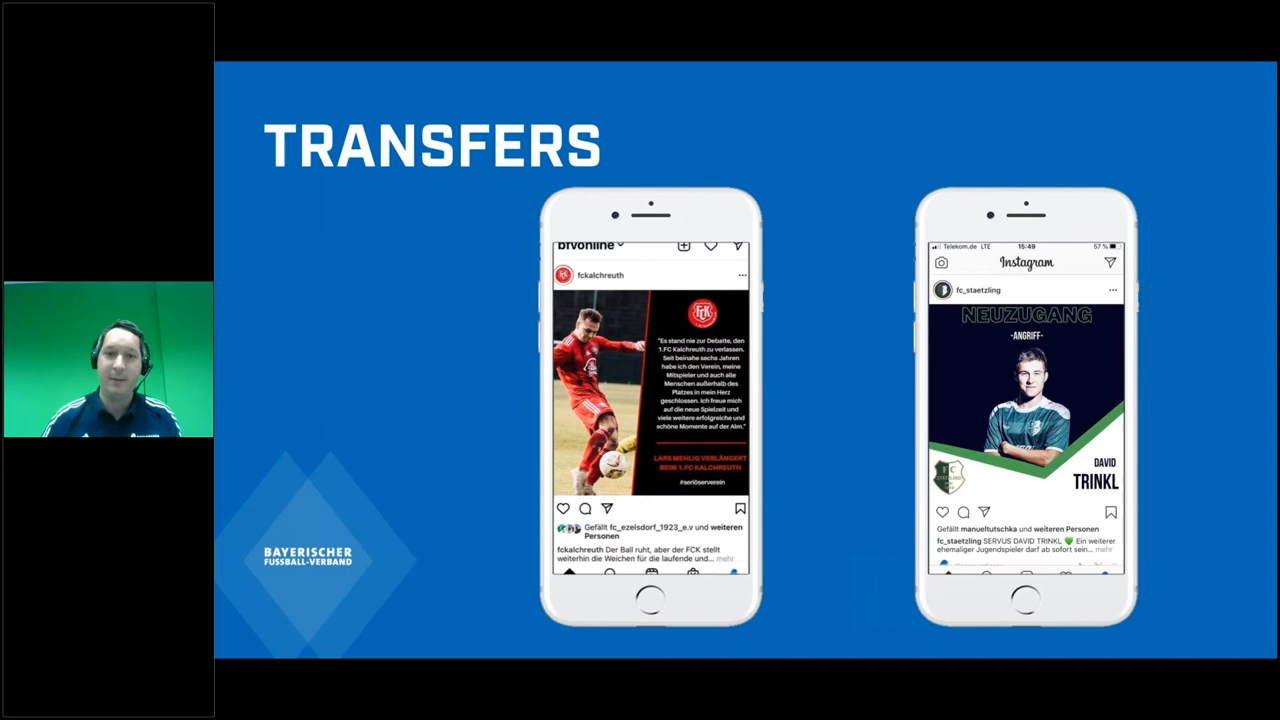 TRANSFERS
bfvonline
fckalchreuth
FCK
"Es stand nie zur Debatte, den
1.FC Kalchreuth zu verlassen.
Seit beinahe sechs Jahren
habe ich den Verein, meine
Mitspieler und auch alle
Menschen außerhalb des
Platzes in mein Herz
geschlossen. Ich freue mich
auf die neue Spielzeit und
viele weitere erfolgreiche und
schöne Momente auf der Alm."
LARS MEHLIG VERLÄNGERT
BEIM 1.FC KALCHREUTH
#seriöserverein
Gefällt fc_ezelsdorf_1923_e.v und weiteren
Personen
fckalchreuth Der Ball ruht, aber der FCK stellt
weiterhin die Weichen für die laufende und... mehr
Telekom.de LTE 15:49 57 %
Instagram
fc_staetzling
NEUZUGANG
-ANGRIFF-
FC
DAVID
TRINKL
Gefällt manueltutschka und weiteren Personen
fc_staetzling SERVUS DAVID TRINKL 💚 Ein weiterer
ehemaliger Jugendspieler darf ab sofort sein... mehr
BAYERISCHER
FUSSBALL-VERBAND